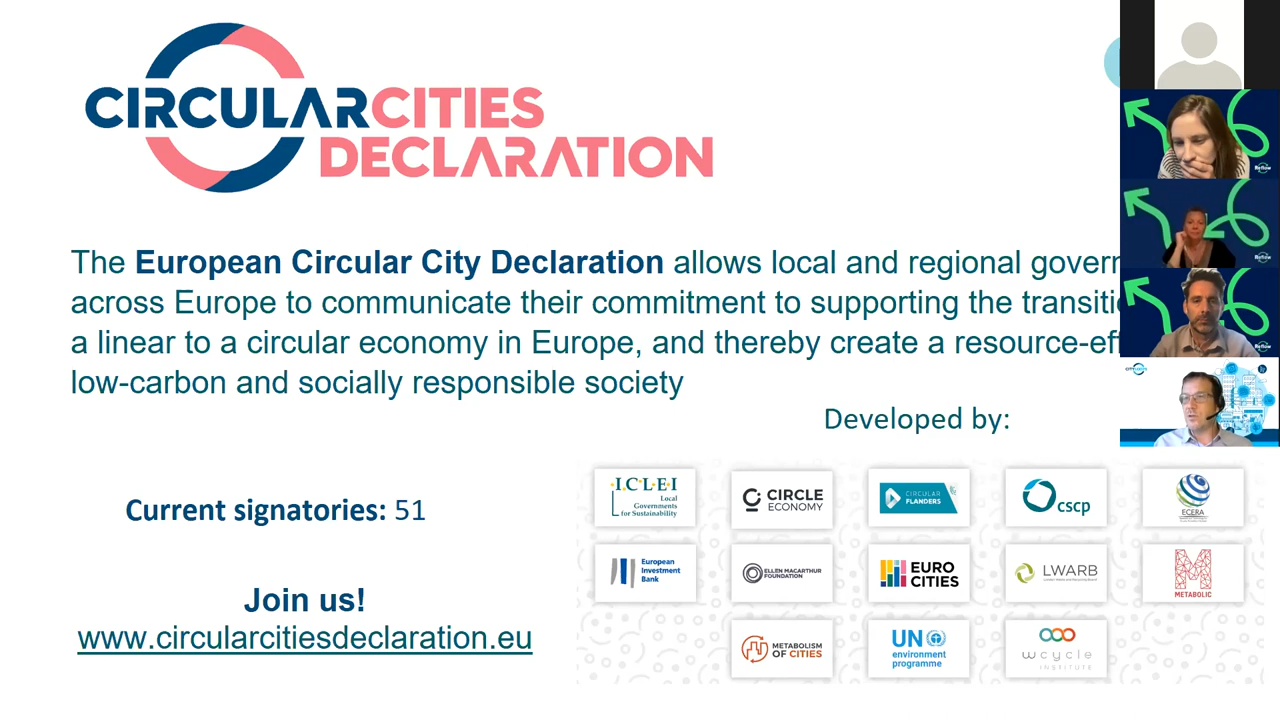 CIRCULARCITIES
DECLARATION
The European Circular City Declaration allows local and regional govern
across Europe to communicate their commitment to supporting the transiti
a linear to a circular economy in Europe, and thereby create a resource-ef
low-carbon and socially responsible society
Developed by:
Current signatories: 51
Join us!
www.circularcitiesdeclaration.eu
I.C.L.E.I
Local
Governments
for Sustainability
CIRCLE
ECONOMY
CIRCULAR
FLANDERS
cscp
ECERA
European
Investment
Bank
ELLEN MACARTHUR
FOUNDATION
EURO
CITIES
LWARB
METABOLIC
METABOLISM
OF CITIES
UN
environment
programme
wcycle
INSTITUTE
Reflow
Reflow
Reflow